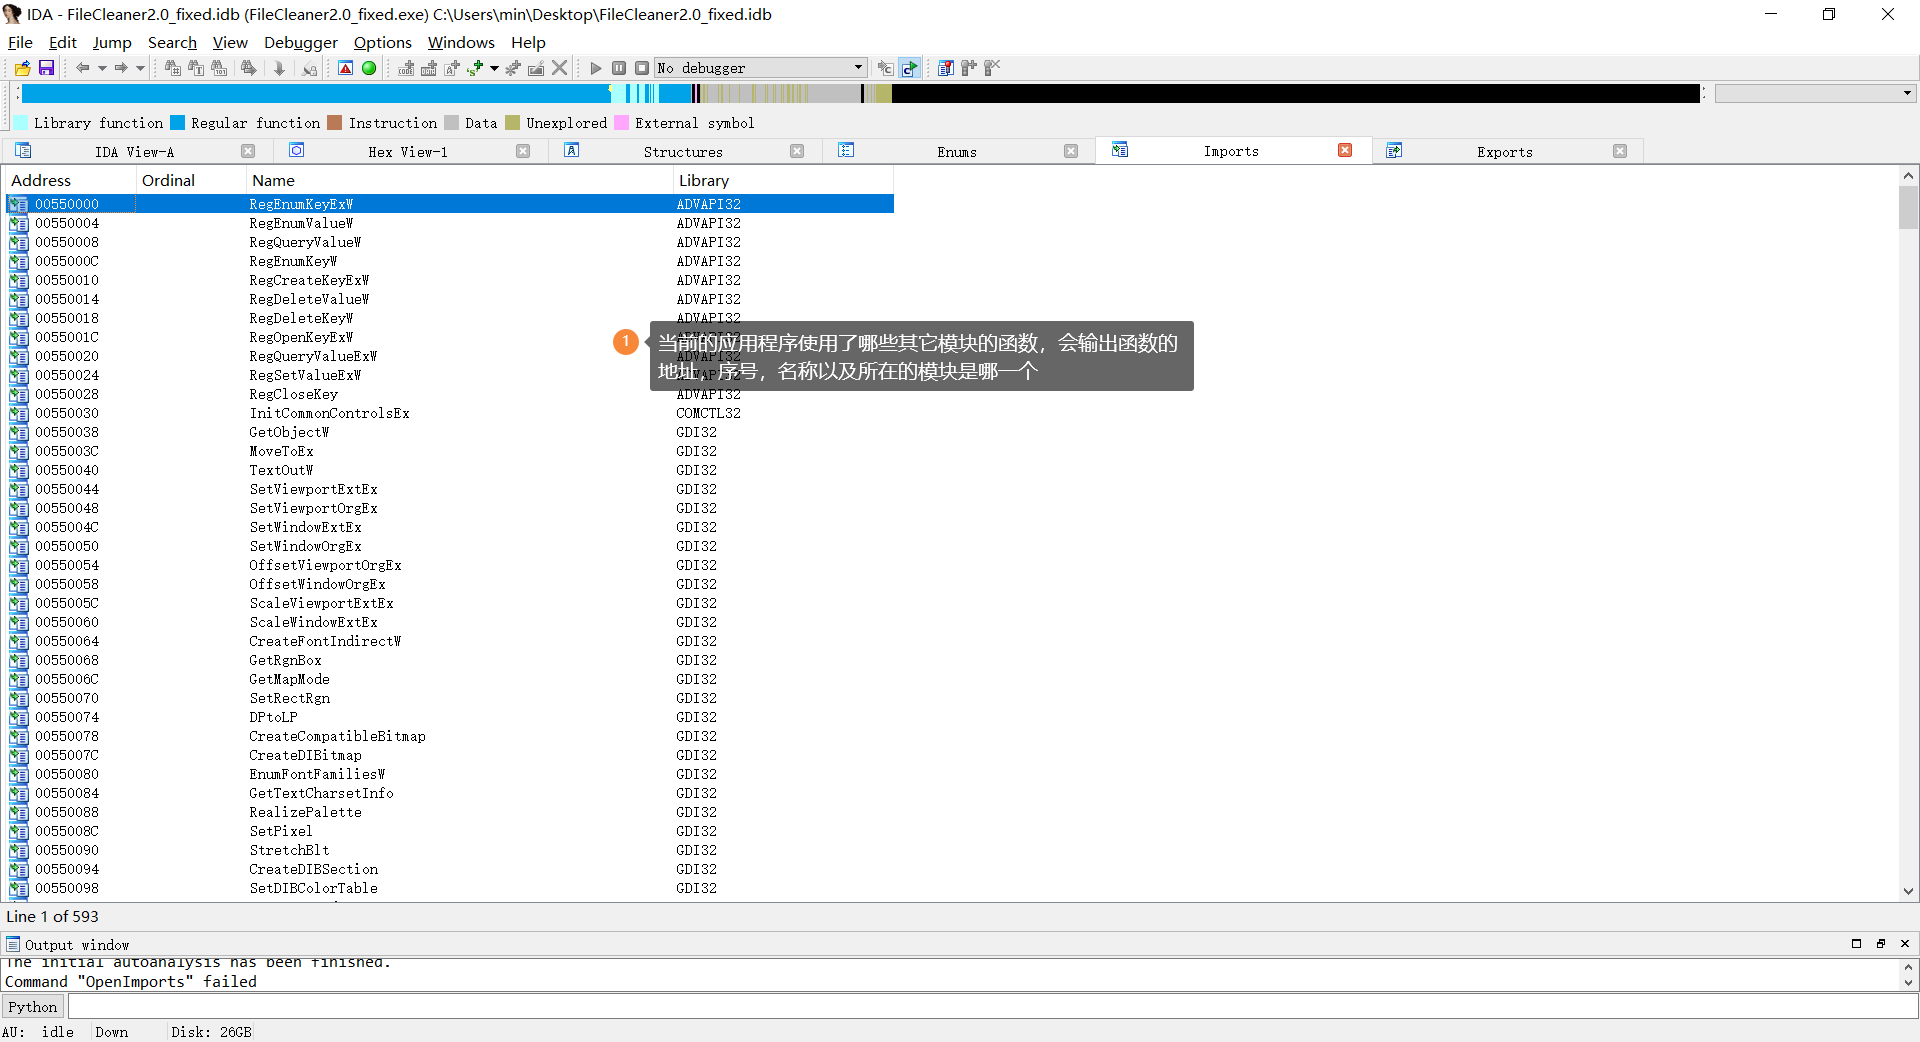 IDA - FileCleaner2.0_fixed.idb (FileCleaner2.0_fixed.exe) C:\Users\min\Desktop\FileCleaner2.0_fixed.idb
File Edit Jump Search View Debugger Options Windows Help
No debugger
Library function Regular function Instruction Data Unexplored External symbol
IDA View-A Hex View-1 Structures Enums Imports Exports
Address Ordinal Name Library
00550000 RegEnumKeyExW ADVAPI32
00550004 RegEnumValueW ADVAPI32
00550008 RegQueryValueW ADVAPI32
0055000C RegEnumKeyW ADVAPI32
00550010 RegCreateKeyExW ADVAPI32
00550014 RegDeleteValueW ADVAPI32
00550018 RegDeleteKeyW ADVAPI32
0055001C RegOpenKeyExW
1 当前的应用程序使用了哪些其它模块的函数，会输出函数的
00550020 RegQueryValueExW ADVAPI32
地址，序号，名称以及所在的模块是哪一个
00550024 RegSetValueExW
00550028 RegCloseKey ADVAPI32
00550030 InitCommonControlsEx COMCTL32
00550038 GetObjectW GDI32
0055003C MoveToEx GDI32
00550040 TextOutW GDI32
00550044 SetViewportExtEx GDI32
00550048 SetViewportOrgEx GDI32
0055004C SetWindowExtEx GDI32
00550050 SetWindowOrgEx GDI32
00550054 OffsetViewportOrgEx GDI32
00550058 OffsetWindowOrgEx GDI32
0055005C ScaleViewportExtEx GDI32
00550060 ScaleWindowExtEx GDI32
00550064 CreateFontIndirectW GDI32
00550068 GetRgnBox GDI32
0055006C GetMapMode GDI32
00550070 SetRectRgn GDI32
00550074 DPtoLP GDI32
00550078 CreateCompatibleBitmap GDI32
0055007C CreateDIBitmap GDI32
00550080 EnumFontFamiliesW GDI32
00550084 GetTextCharsetInfo GDI32
00550088 RealizePalette GDI32
0055008C SetPixel GDI32
00550090 StretchBlt GDI32
00550094 CreateDIBSection GDI32
00550098 SetDIBColorTable GDI32
Line 1 of 593
Output window
The initial autoanalysis has been finished.
Command "OpenImports" failed
Python
AU: idle Down Disk: 26GB